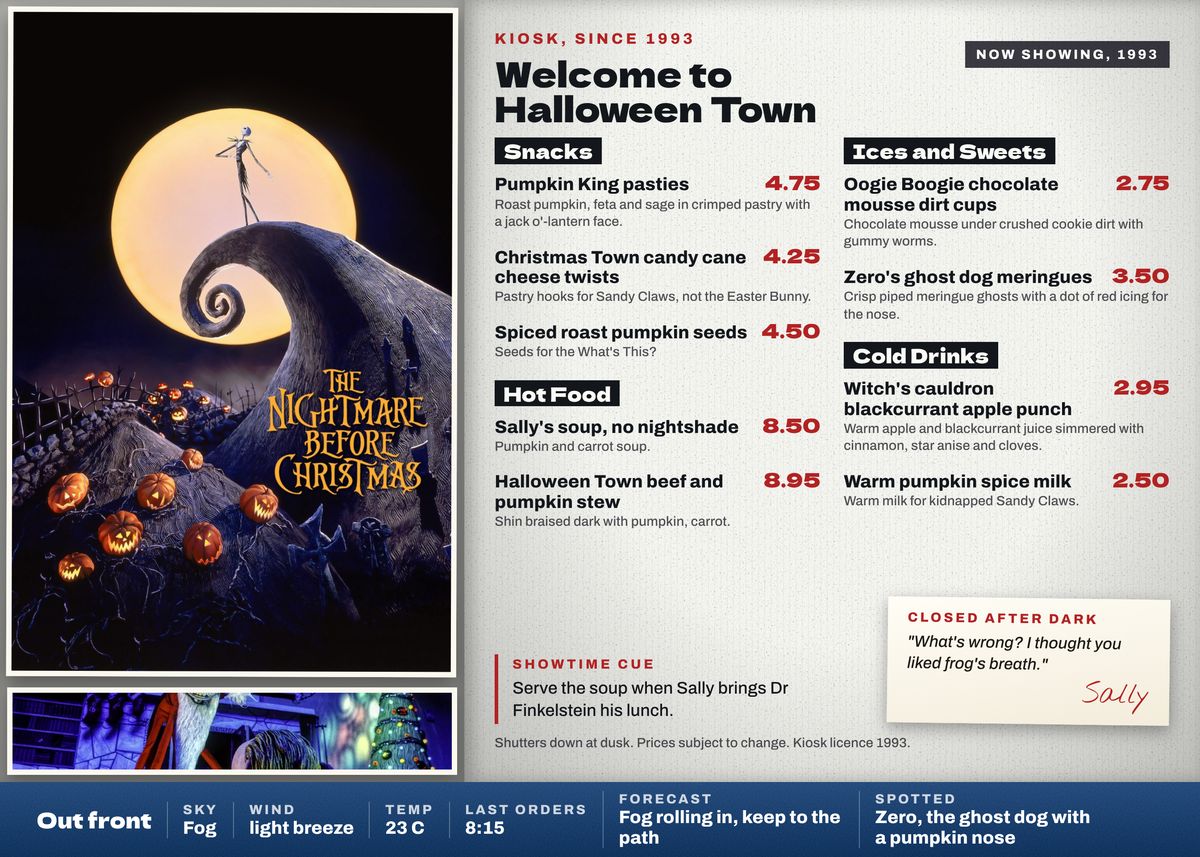 THE
NIGHTMARE
BEFORE
CHRISTMAS
KIOSK, SINCE 1993
NOW SHOWING, 1993
Welcome to
Halloween Town
Snacks
Pumpkin King pasties 4.75
Roast pumpkin, feta and sage in crimped pastry with
a jack o'-lantern face.
Christmas Town candy cane 4.25
cheese twists
Pastry hooks for Sandy Claws, not the Easter Bunny.
Spiced roast pumpkin seeds 4.50
Seeds for the What's This?
Hot Food
Sally's soup, no nightshade 8.50
Pumpkin and carrot soup.
Halloween Town beef and 8.95
pumpkin stew
Shin braised dark with pumpkin, carrot.
Ices and Sweets
Oogie Boogie chocolate 2.75
mousse dirt cups
Chocolate mousse under crushed cookie dirt with
gummy worms.
Zero's ghost dog meringues 3.50
Crisp piped meringue ghosts with a dot of red icing for
the nose.
Cold Drinks
Witch's cauldron 2.95
blackcurrant apple punch
Warm apple and blackcurrant juice simmered with
cinnamon, star anise and cloves.
Warm pumpkin spice milk 2.50
Warm milk for kidnapped Sandy Claws.
SHOWTIME CUE
Serve the soup when Sally brings Dr
Finkelstein his lunch.
CLOSED AFTER DARK
"What's wrong? I thought you
liked frog's breath."
Sally
Shutters down at dusk. Prices subject to change. Kiosk licence 1993.
Out front
SKY
Fog
WIND
light breeze
TEMP
23 C
LAST ORDERS
8:15
FORECAST
Fog rolling in, keep to the
path
SPOTTED
Zero, the ghost dog with
a pumpkin nose